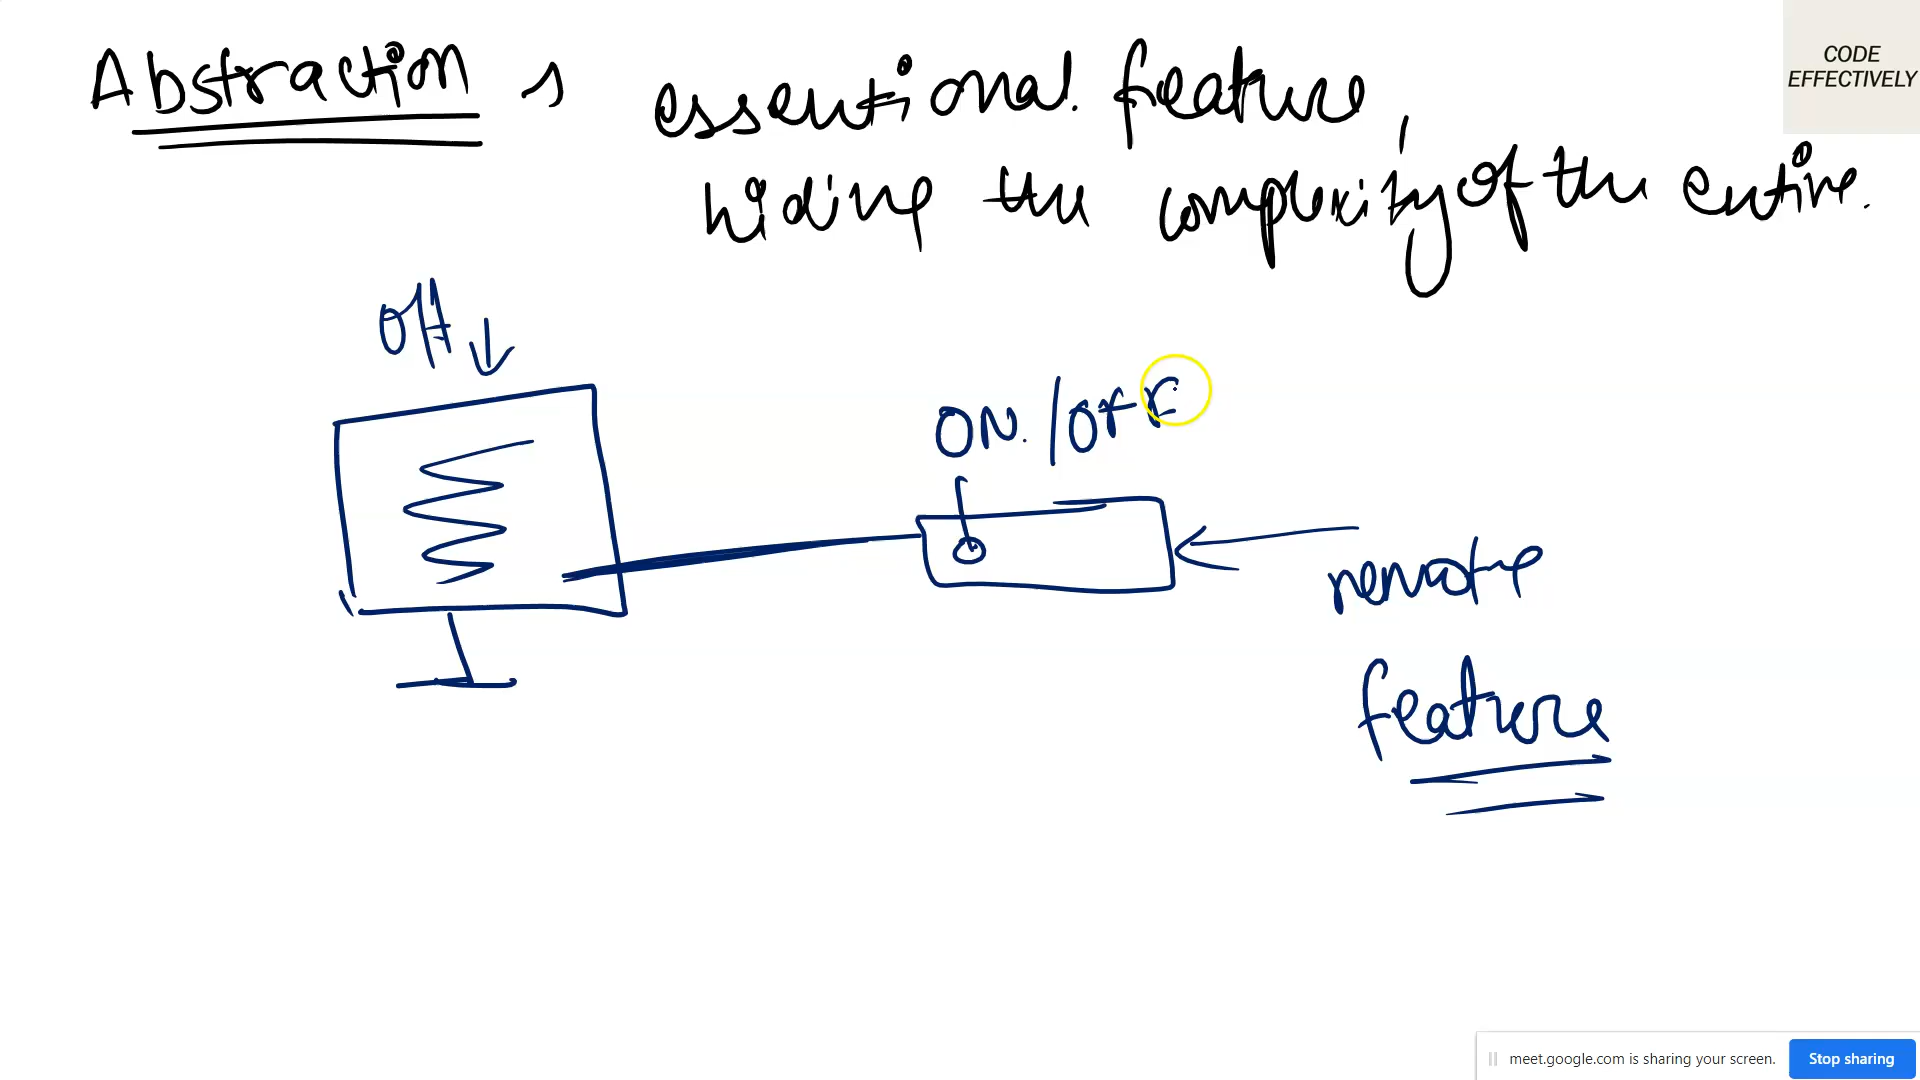 Abstraction
essentional feature,
hiding the complexity of the entire.
CODE
EFFECTIVELY
Off
ON. / OFF
remote
feature
meet.google.com is sharing your screen.
Stop sharing